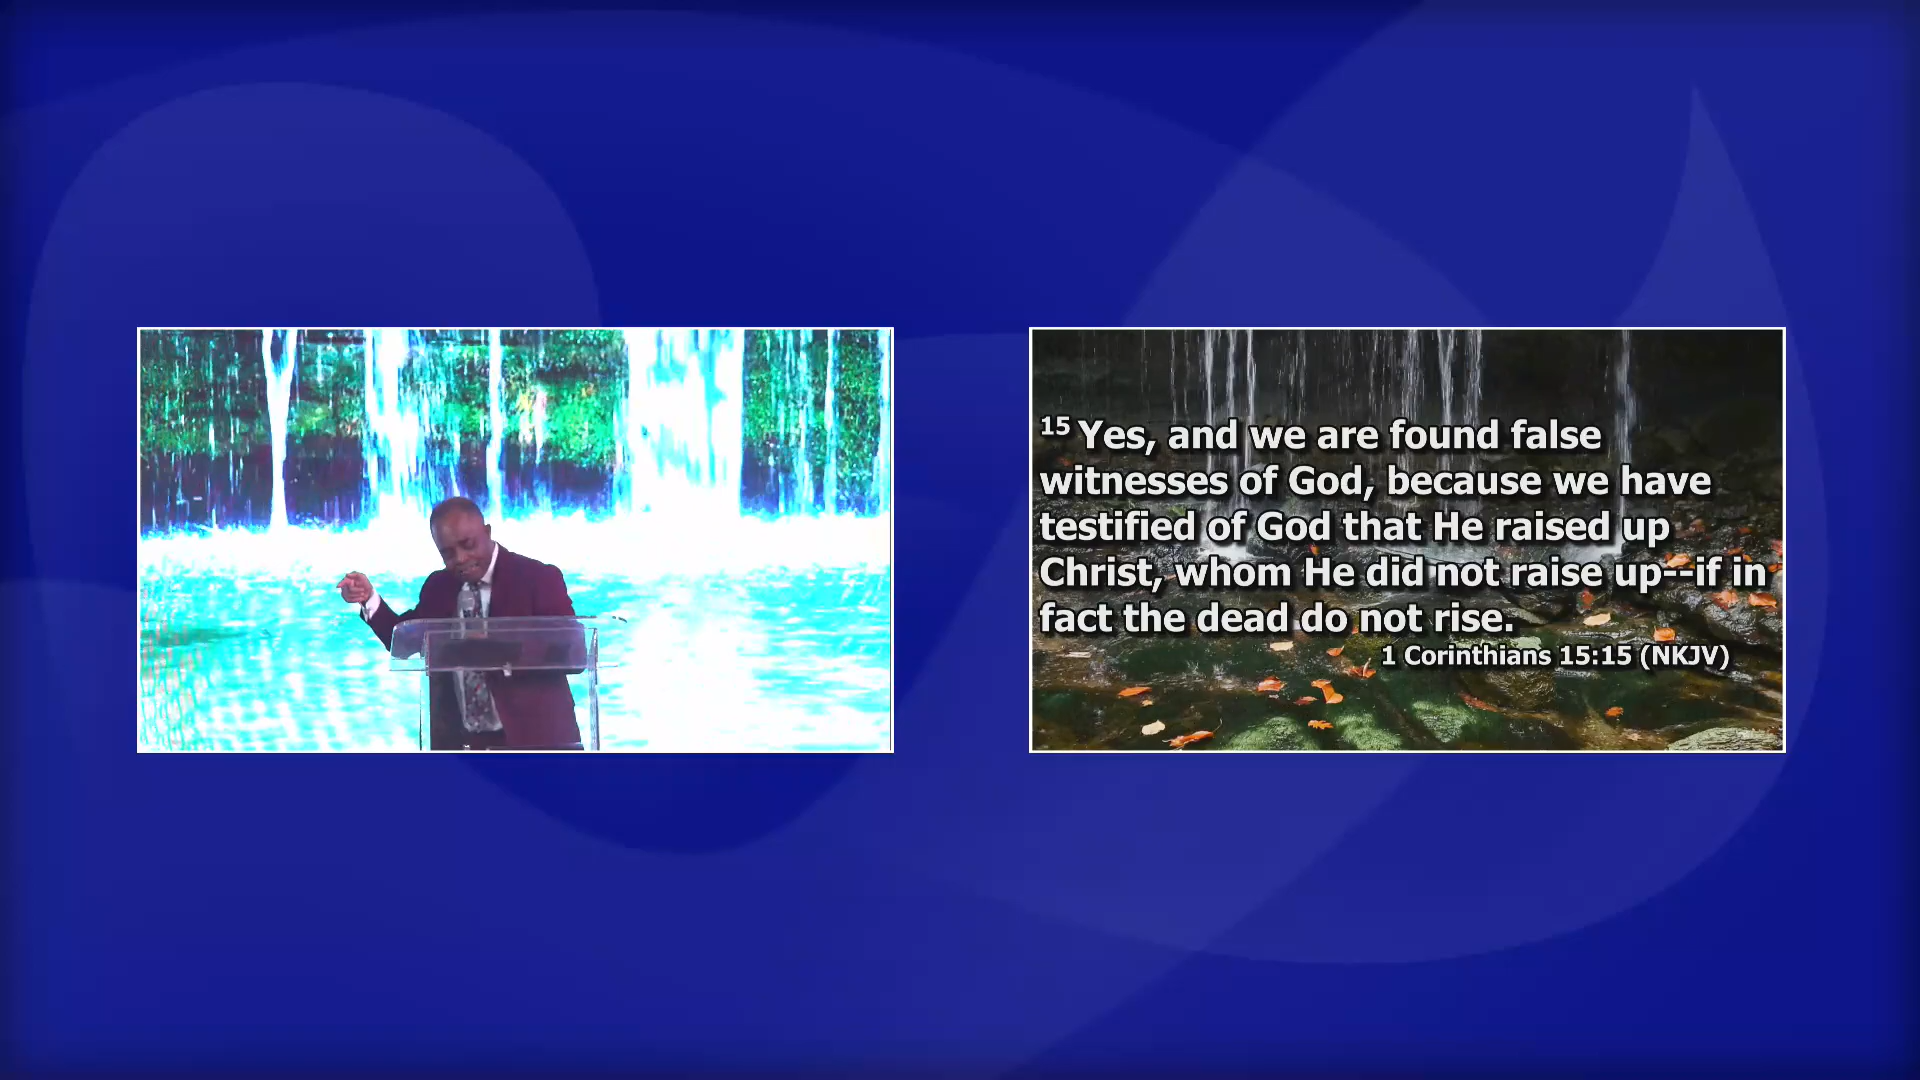 15 Yes, and we are found false
witnesses of God, because we have
testified of God that He raised up
Christ, whom He did not raise up--if in
fact the dead do not rise.
1 Corinthians 15:15 (NKJV)